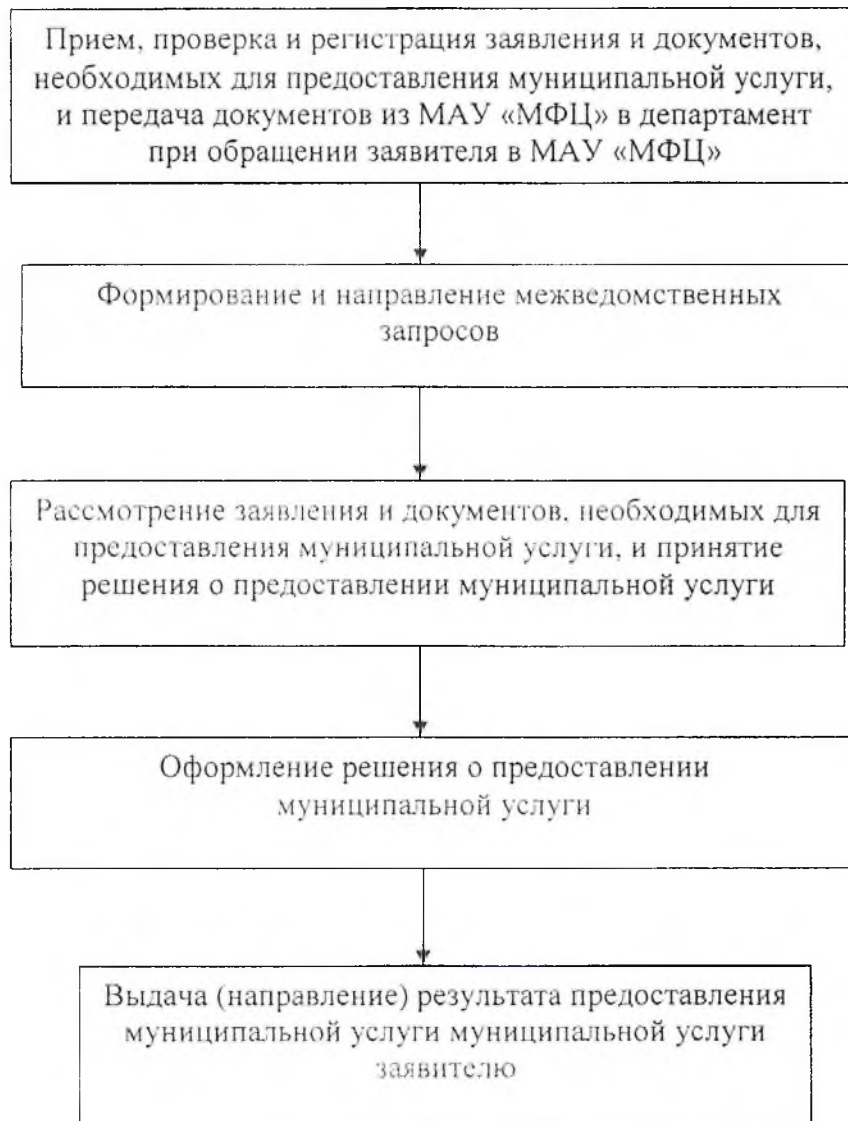 Прием, проверка и регистрация заявления и документов,
необходимых для предоставления муниципальной услуги,
и передача документов из МАУ «МФЦ» в департамент
при обращении заявителя в МАУ «МФЦ»
Формирование и направление межведомственных
запросов
Рассмотрение заявления и документов, необходимых для
предоставления муниципальной услуги, и принятие
решения о предоставлении муниципальной услуги
Оформление решения о предоставлении
муниципальной услуги
Выдача (направление) результата предоставления
муниципальной услуги муниципальной услуги
заявителю